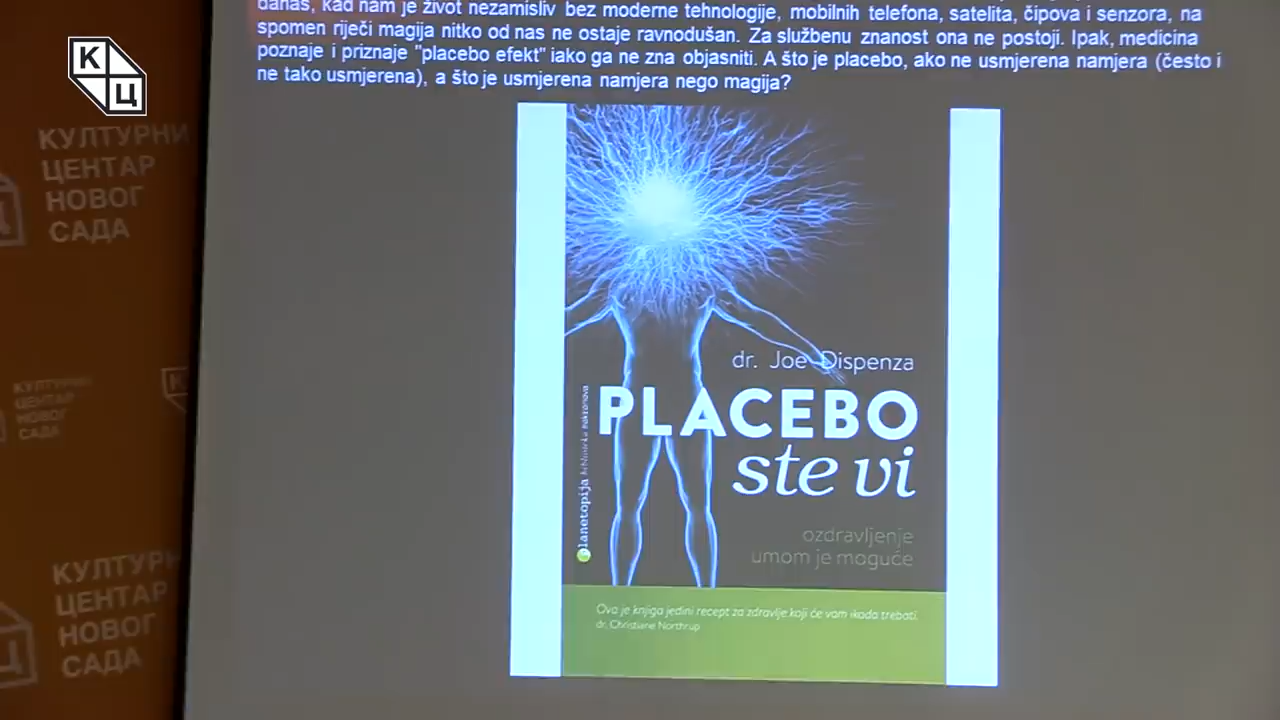 danas, kad nam je život nezamisliv bez moderne tehnologije, mobilnih telefona, satelita, čipova i senzora, na
spomen riječi magija nitko od nas ne ostaje ravnodušan. Za službenu znanost ona ne postoji. Ipak, medicina
poznaje i priznaje "placebo efekt" iako ga ne zna objasniti. A što je placebo, ako ne usmjerena namjera (često i
ne tako usmjerena), a što je usmjerena namjera nego magija?
К
Ц
КУЛТУРНИ
ЦЕНТАР
НОВОГ
САДА
Ц
КУЛТУРНИ
ЦЕНТАР
НОВОГ
САДА
К
КУЛТУРН
ЦЕНТАР
НОВОГ
САДА
Ц
dr. Joe Dispenza
PLACEBO
ste vi
planetopija
ozdravljenje
umom je moguće
Ova je knjiga jedini recept za zdravlje koji će vam ikada trebati.
dr. Christiane Northrup